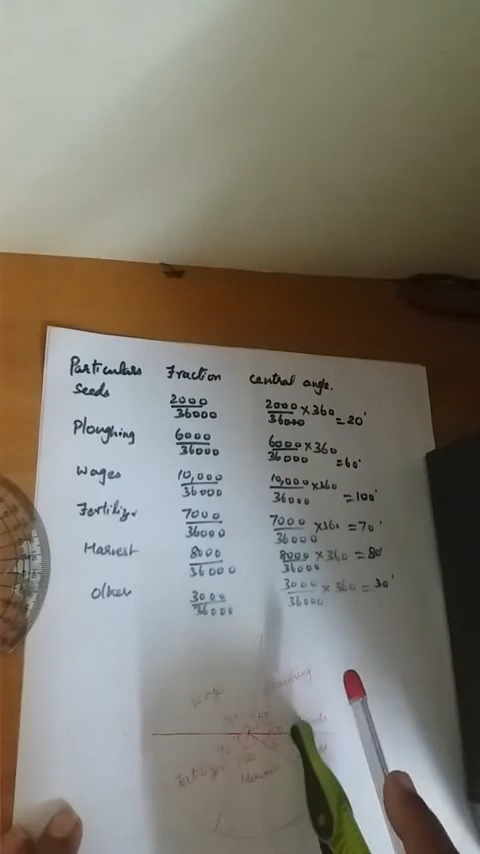 Particulars Fraction central angle.
Seeds 2000/36000 2000/36000 × 360 = 20°
Ploughing 6000/36000 6000/36000 × 360 = 60°
Wages 10,000/36000 10,000/36000 × 360 = 100°
Fertilizer 7000/36000 7000/36000 × 360 = 70°
Harvest 8000/36000 8000/36000 × 360 = 80°
Other 3000/36000 3000/36000 × 360 = 30°
Ploughing